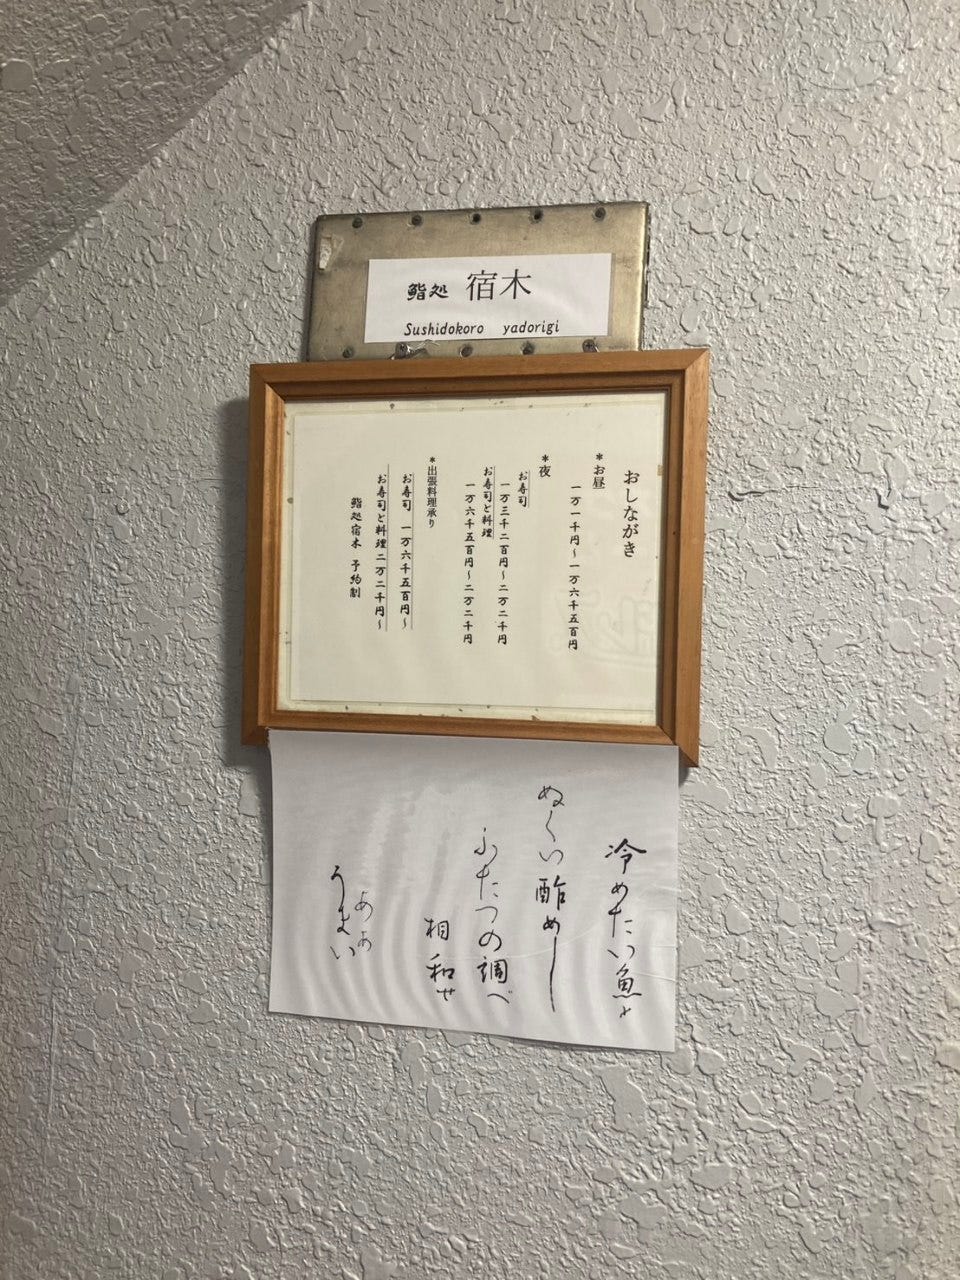 鮨処 宿木
Sushidokoro yadorigi
おしながき
*お昼
一万一千円～一万六千五百円
*夜
お寿司
一万三千二百円～二万二千円
お寿司と料理
一万六千五百円～二万二千円
*出張料理承り
お寿司 一万六千五百円～
お寿司と料理二万二千円～
鮨処宿木 予約制
冷めたい魚と
ぬくい酢めし
ふたつの調べ
相和せ
ああ
うまい